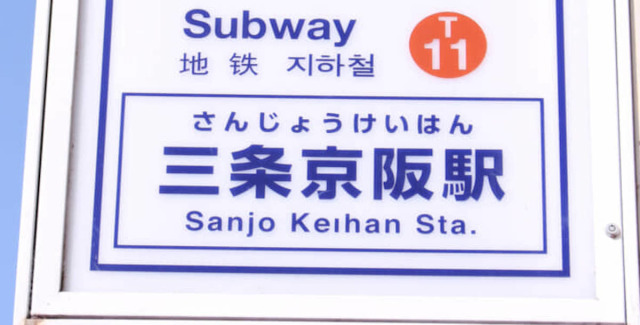 Subway
T
11
地 铁 지하철
さんじょうけいはん
三条京阪駅
Sanjo Keihan Sta.